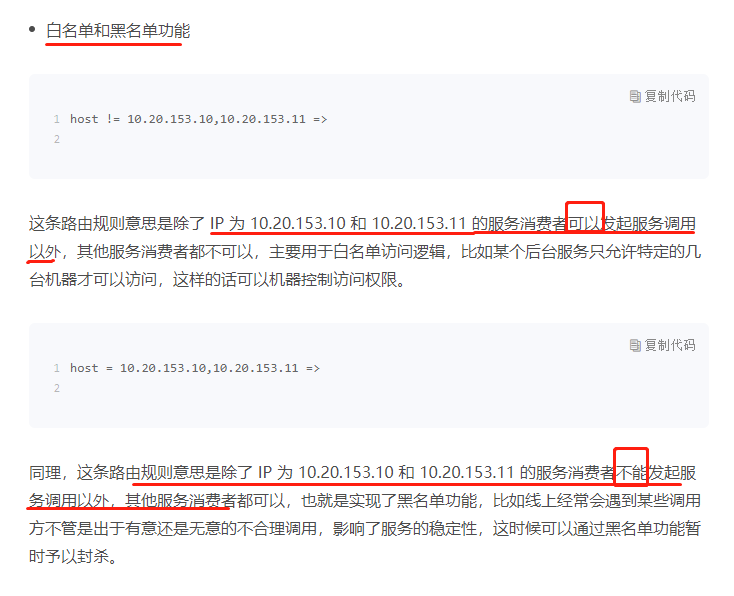 白名单和黑名单功能
复制代码
1 host != 10.20.153.10,10.20.153.11 =>
2
这条路由规则意思是除了 IP 为 10.20.153.10 和 10.20.153.11 的服务消费者可以发起服务调用
以外，其他服务消费者都不可以，主要用于白名单访问逻辑，比如某个后台服务只允许特定的几
台机器才可以访问，这样的话可以机器控制访问权限。
复制代码
1 host = 10.20.153.10,10.20.153.11 =>
2
同理，这条路由规则意思是除了 IP 为 10.20.153.10 和 10.20.153.11 的服务消费者不能发起服
务调用以外，其他服务消费者都可以，也就是实现了黑名单功能，比如线上经常会遇到某些调用
方不管是出于有意还是无意的不合理调用，影响了服务的稳定性，这时候可以通过黑名单功能暂
时予以封杀。